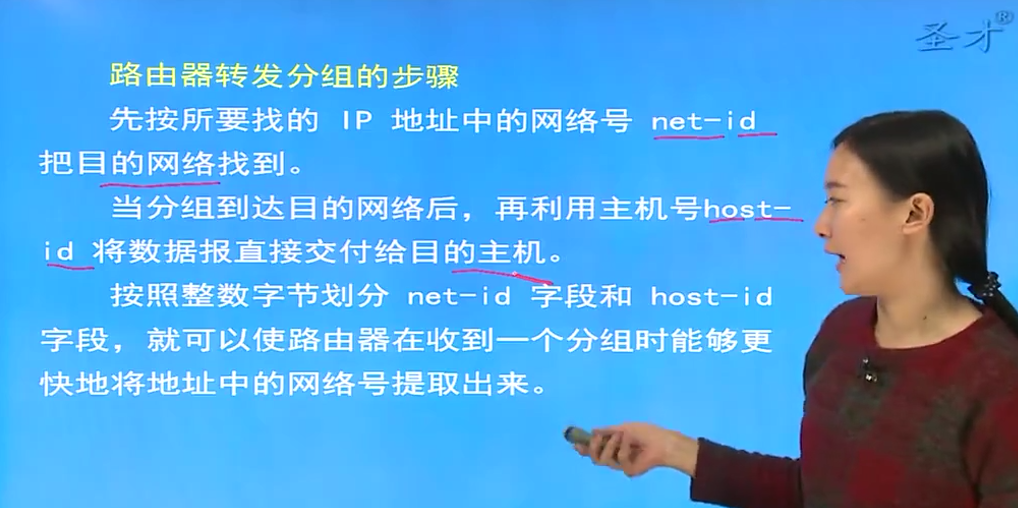 圣才®
路由器转发分组的步骤
先按所要找的 IP 地址中的网络号 net-id
把目的网络找到。
当分组到达目的网络后，再利用主机号host-
id 将数据报直接交付给目的主机。
按照整数字节划分 net-id 字段和 host-id
字段，就可以使路由器在收到一个分组时能够更
快地将地址中的网络号提取出来。